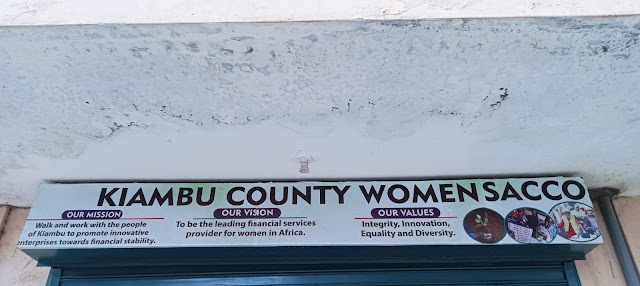 KIAMBU COUNTY WOMEN SACCO
OUR MISSION
Walk and work with the people
of Kiambu to promote innovative
enterprises towards financial stability.
OUR VISION
To be the leading financial services
provider for women in Africa.
OUR VALUES
Integrity, Innovation,
Equality and Diversity.